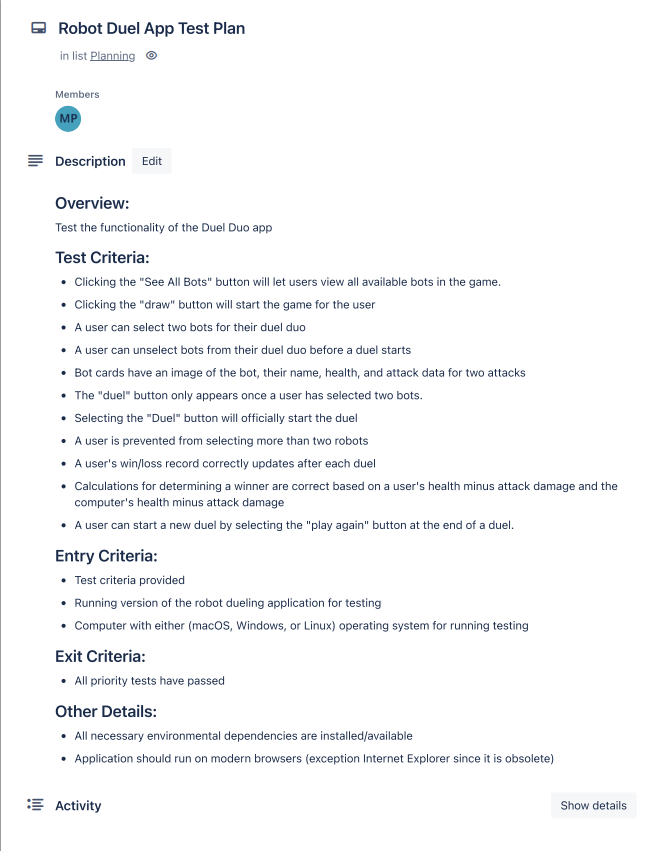 Robot Duel App Test Plan
in list Planning
Members
MP
Description Edit
Overview:
Test the functionality of the Duel Duo app
Test Criteria:
• Clicking the "See All Bots" button will let users view all available bots in the game.
• Clicking the "draw" button will start the game for the user
• A user can select two bots for their duel duo
• A user can unselect bots from their duel duo before a duel starts
• Bot cards have an image of the bot, their name, health, and attack data for two attacks
• The "duel" button only appears once a user has selected two bots.
• Selecting the "Duel" button will officially start the duel
• A user is prevented from selecting more than two robots
• A user's win/loss record correctly updates after each duel
• Calculations for determining a winner are correct based on a user's health minus attack damage and the
computer's health minus attack damage
• A user can start a new duel by selecting the "play again" button at the end of a duel.
Entry Criteria:
• Test criteria provided
• Running version of the robot dueling application for testing
• Computer with either (macOS, Windows, or Linux) operating system for running testing
Exit Criteria:
• All priority tests have passed
Other Details:
• All necessary environmental dependencies are installed/available
• Application should run on modern browsers (exception Internet Explorer since it is obsolete)
Activity Show details